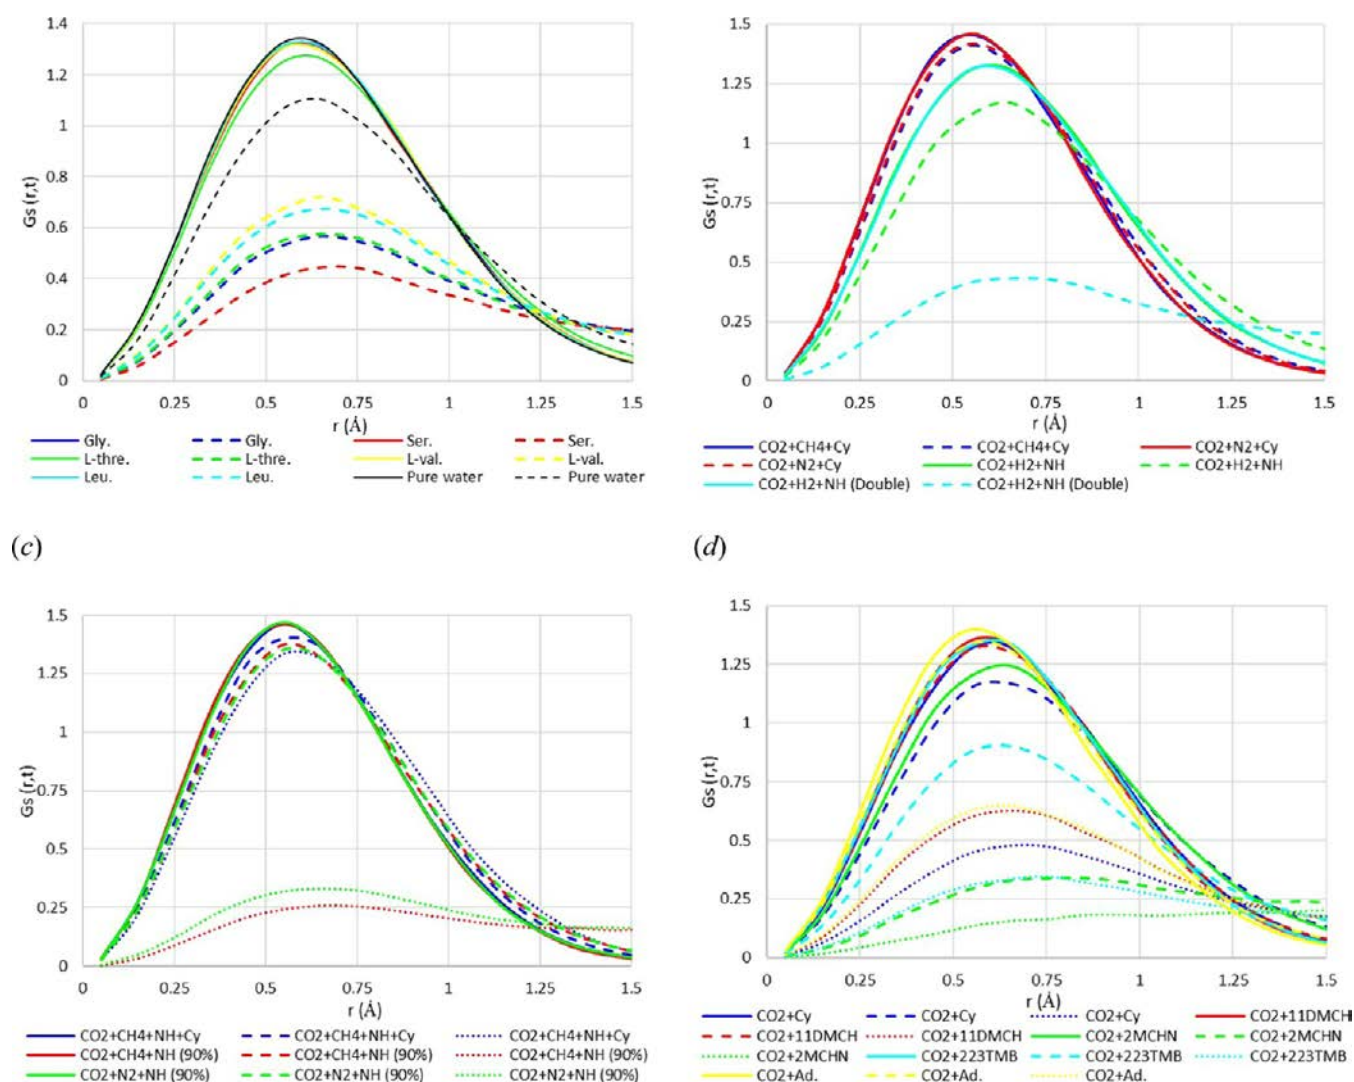 1.4
1.2
1
0.8
0.6
0.4
0.2
0
Gs (r,t)
0 0.25 0.5 0.75 1 1.25 1.5
r (Å)
Gly. Gly. Ser. Ser.
L-thre. L-thre. L-val. L-val.
Leu. Leu. Pure water Pure water
1.5
1.25
1
0.75
0.5
0.25
0
Gs (r,t)
0 0.25 0.5 0.75 1 1.25 1.5
r (Å)
CO2+CH4+Cy CO2+CH4+Cy CO2+N2+Cy
CO2+N2+Cy CO2+H2+NH CO2+H2+NH
CO2+H2+NH (Double) CO2+H2+NH (Double)
(c)
1.5
1.25
1
0.75
0.5
0.25
0
Gs (r,t)
0 0.25 0.5 0.75 1 1.25 1.5
r (Å)
CO2+CH4+NH+Cy CO2+CH4+NH+Cy CO2+CH4+NH+Cy
CO2+CH4+NH (90%) CO2+CH4+NH (90%) CO2+CH4+NH (90%)
CO2+N2+NH (90%) CO2+N2+NH (90%) CO2+N2+NH (90%)
(d)
1.5
1.25
1
0.75
0.5
0.25
0
Gs (r,t)
0 0.25 0.5 0.75 1 1.25 1.5
r (Å)
CO2+Cy CO2+Cy CO2+Cy CO2+11DMCH
CO2+11DMCH CO2+11DMCH CO2+2MCHN CO2+2MCHN
CO2+2MCHN CO2+223TMB CO2+223TMB CO2+223TMB
CO2+Ad. CO2+Ad. CO2+Ad.